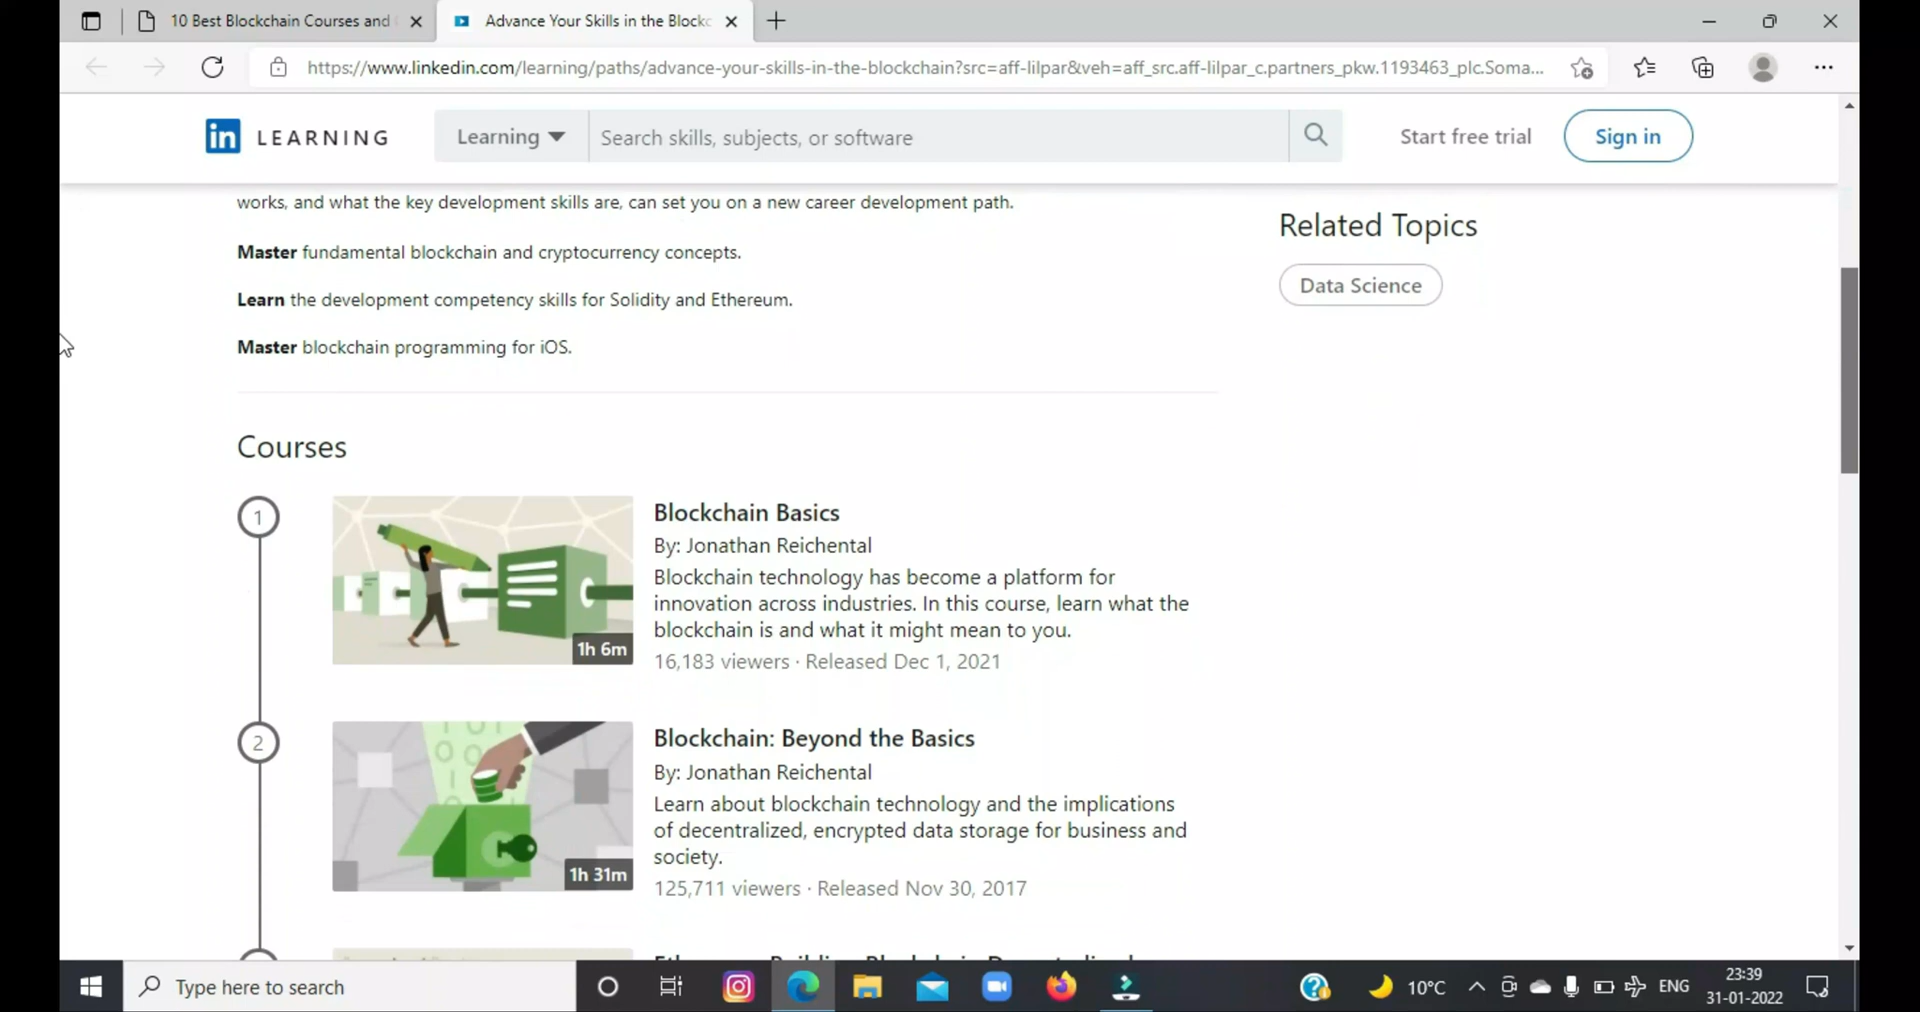 10 Best Blockchain Courses and
Advance Your Skills in the Blockc
https://www.linkedin.com/learning/paths/advance-your-skills-in-the-blockchain?src=aff-lilpar&veh=aff_src.aff-lilpar_c.partners_pkw.1193463_plc.Soma...
in LEARNING
Learning
Search skills, subjects, or software
Start free trial
Sign in
works, and what the key development skills are, can set you on a new career development path.
Master fundamental blockchain and cryptocurrency concepts.
Learn the development competency skills for Solidity and Ethereum.
Master blockchain programming for iOS.
Related Topics
Data Science
Courses
1
Blockchain Basics
By: Jonathan Reichental
Blockchain technology has become a platform for
innovation across industries. In this course, learn what the
blockchain is and what it might mean to you.
16,183 viewers · Released Dec 1, 2021
1h 6m
2
Blockchain: Beyond the Basics
By: Jonathan Reichental
Learn about blockchain technology and the implications
of decentralized, encrypted data storage for business and
society.
125,711 viewers · Released Nov 30, 2017
1h 31m
Type here to search
10°C
ENG
23:39
31-01-2022